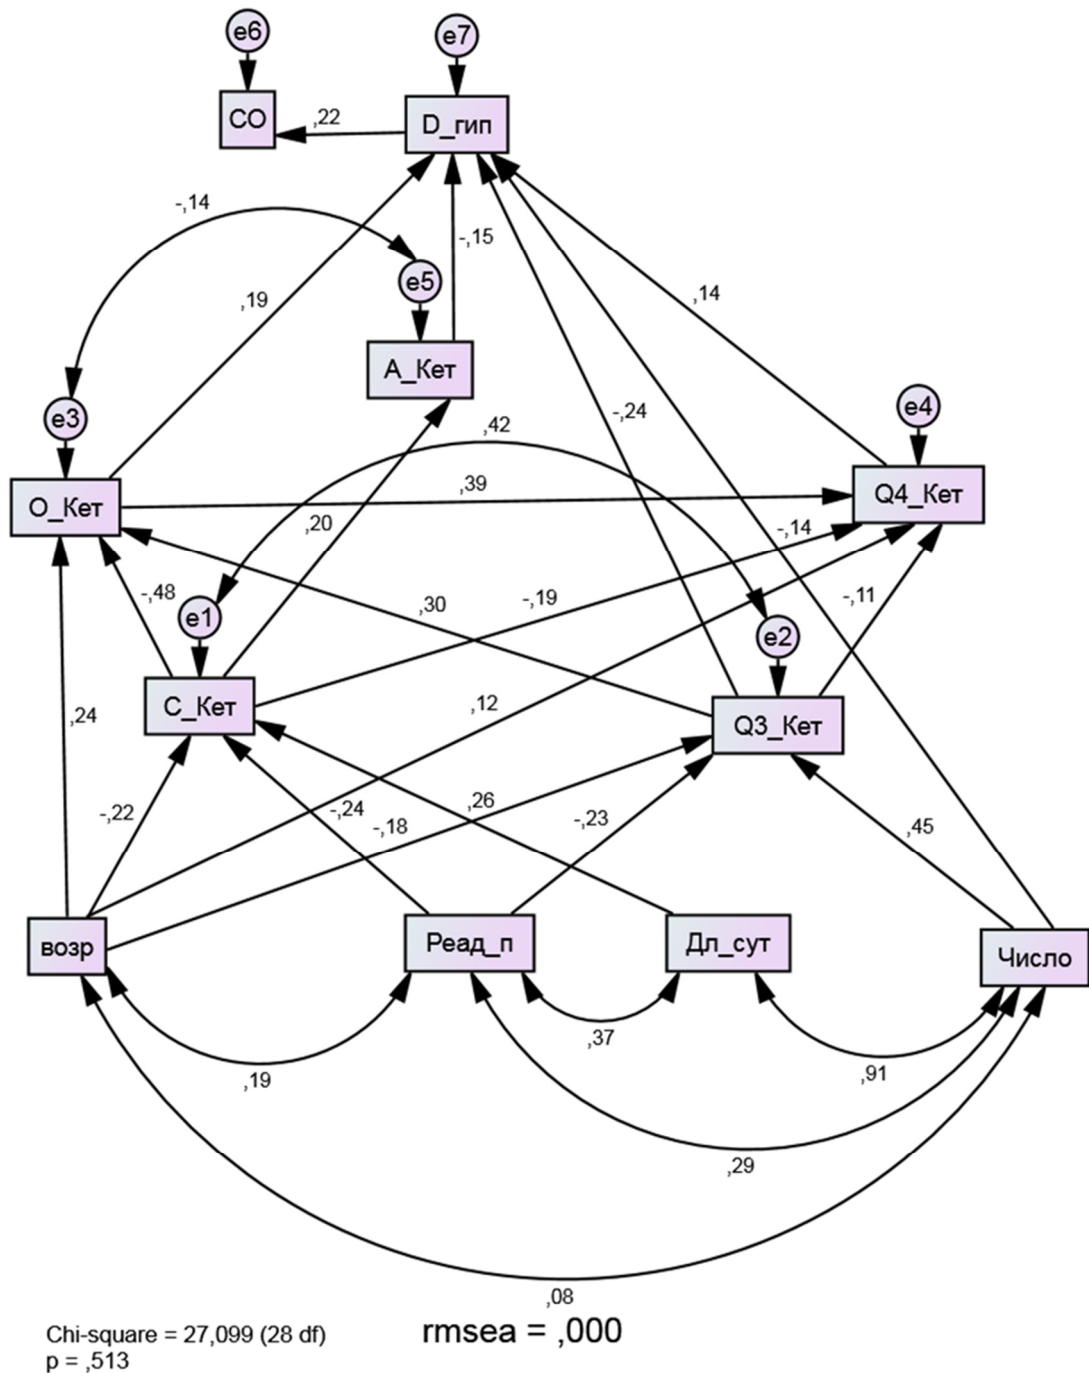 e6
e7
CO
,22
D_гип
-,14
-,15
e5
,19
,14
A_Кет
e3
-,24
e4
,42
O_Кет
,39
Q4_Кет
,20
-,14
-,48
e1
-,19
,30
-,11
e2
C_Кет
,24
,12
Q3_Кет
-,22
-,24
,26
-,18
-,23
,45
возр
Реад_п
Дл_сут
Число
,37
,19
,91
,29
,08
Chi-square = 27,099 (28 df)
p = ,513
rmsea = ,000